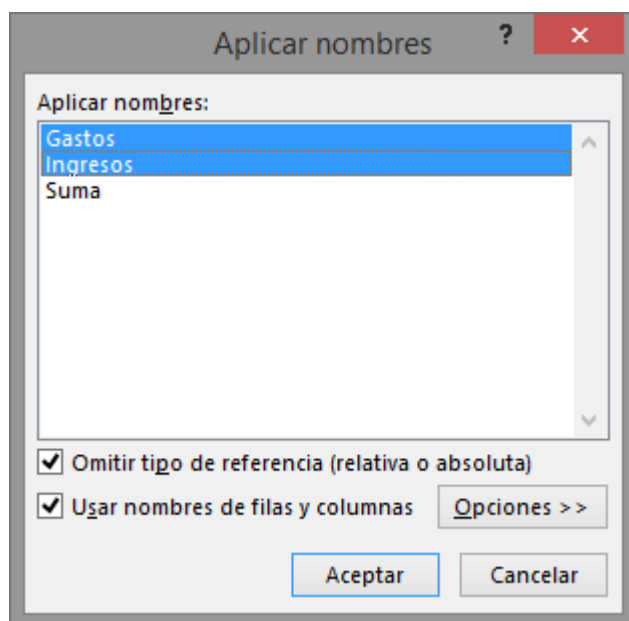 Aplicar nombres ?
Aplicar nombres:
Gastos
Ingresos
Suma
Omitir tipo de referencia (relativa o absoluta)
Usar nombres de filas y columnas Opciones >>
Aceptar Cancelar